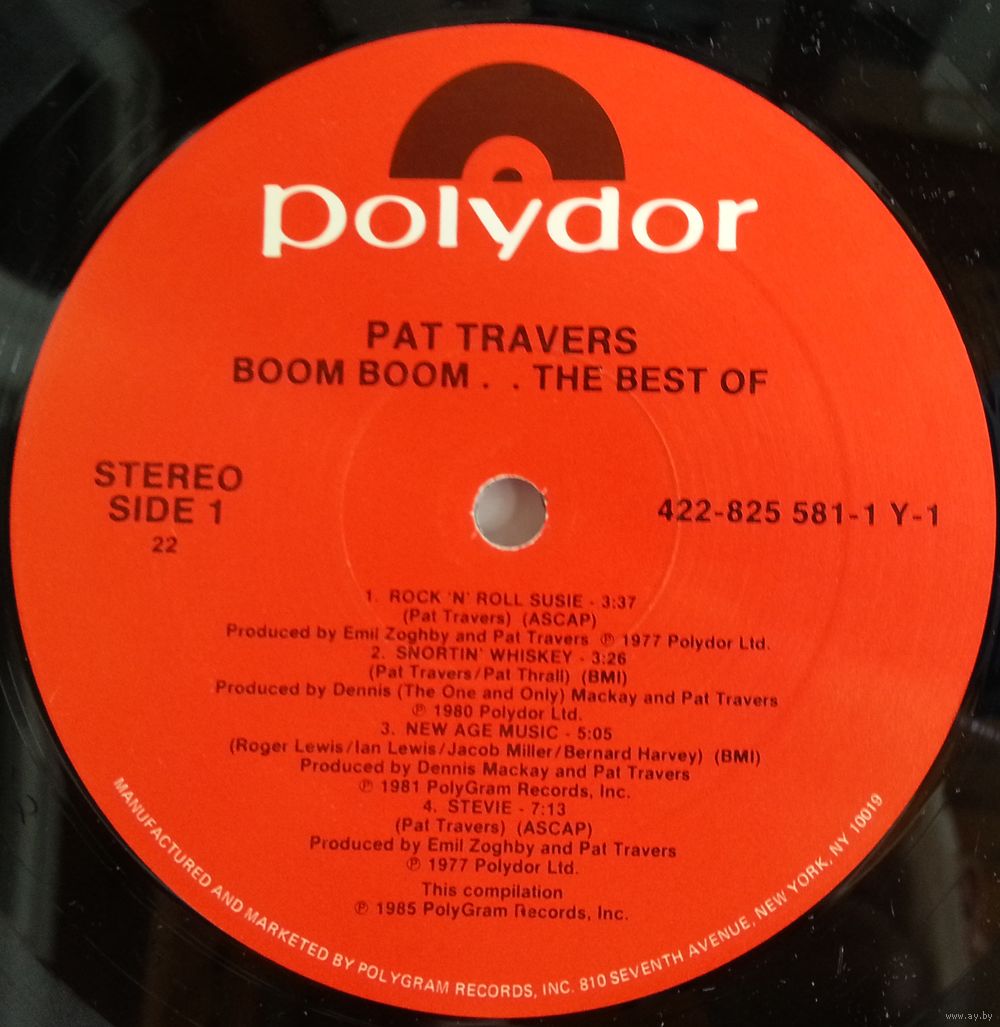 polydor
PAT TRAVERS
BOOM BOOM . . THE BEST OF
STEREO
SIDE 1
22
422-825 581-1 Y-1
1. ROCK 'N' ROLL SUSIE - 3:37
(Pat Travers) (ASCAP)
Produced by Emil Zoghby and Pat Travers ℗ 1977 Polydor Ltd.
2. SNORTIN' WHISKEY - 3:26
(Pat Travers/Pat Thrall) (BMI)
Produced by Dennis (The One and Only) Mackay and Pat Travers
℗ 1980 Polydor Ltd.
3. NEW AGE MUSIC - 5:05
(Roger Lewis/Ian Lewis/Jacob Miller/Bernard Harvey) (BMI)
Produced by Dennis Mackay and Pat Travers
℗ 1981 PolyGram Records, Inc.
4. STEVIE - 7:13
(Pat Travers) (ASCAP)
Produced by Emil Zoghby and Pat Travers
℗ 1977 Polydor Ltd.
This compilation
℗ 1985 PolyGram Records, Inc.
MANUFACTURED AND MARKETED BY POLYGRAM RECORDS, INC. 810 SEVENTH AVENUE, NEW YORK, NY 10019
www.ay.by